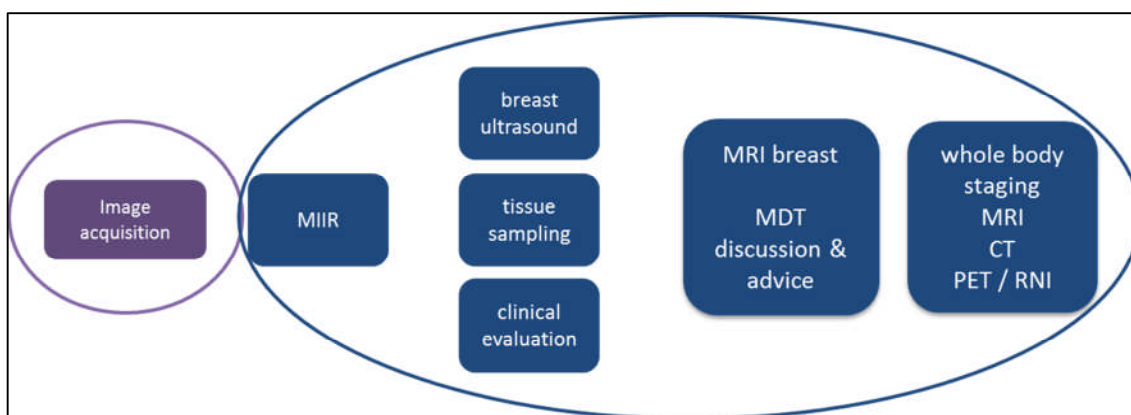 Image
acquisition
MIIR
breast
ultrasound
tissue
sampling
clinical
evaluation
MRI breast
MDT
discussion &
advice
whole body
staging
MRI
CT
PET / RNI